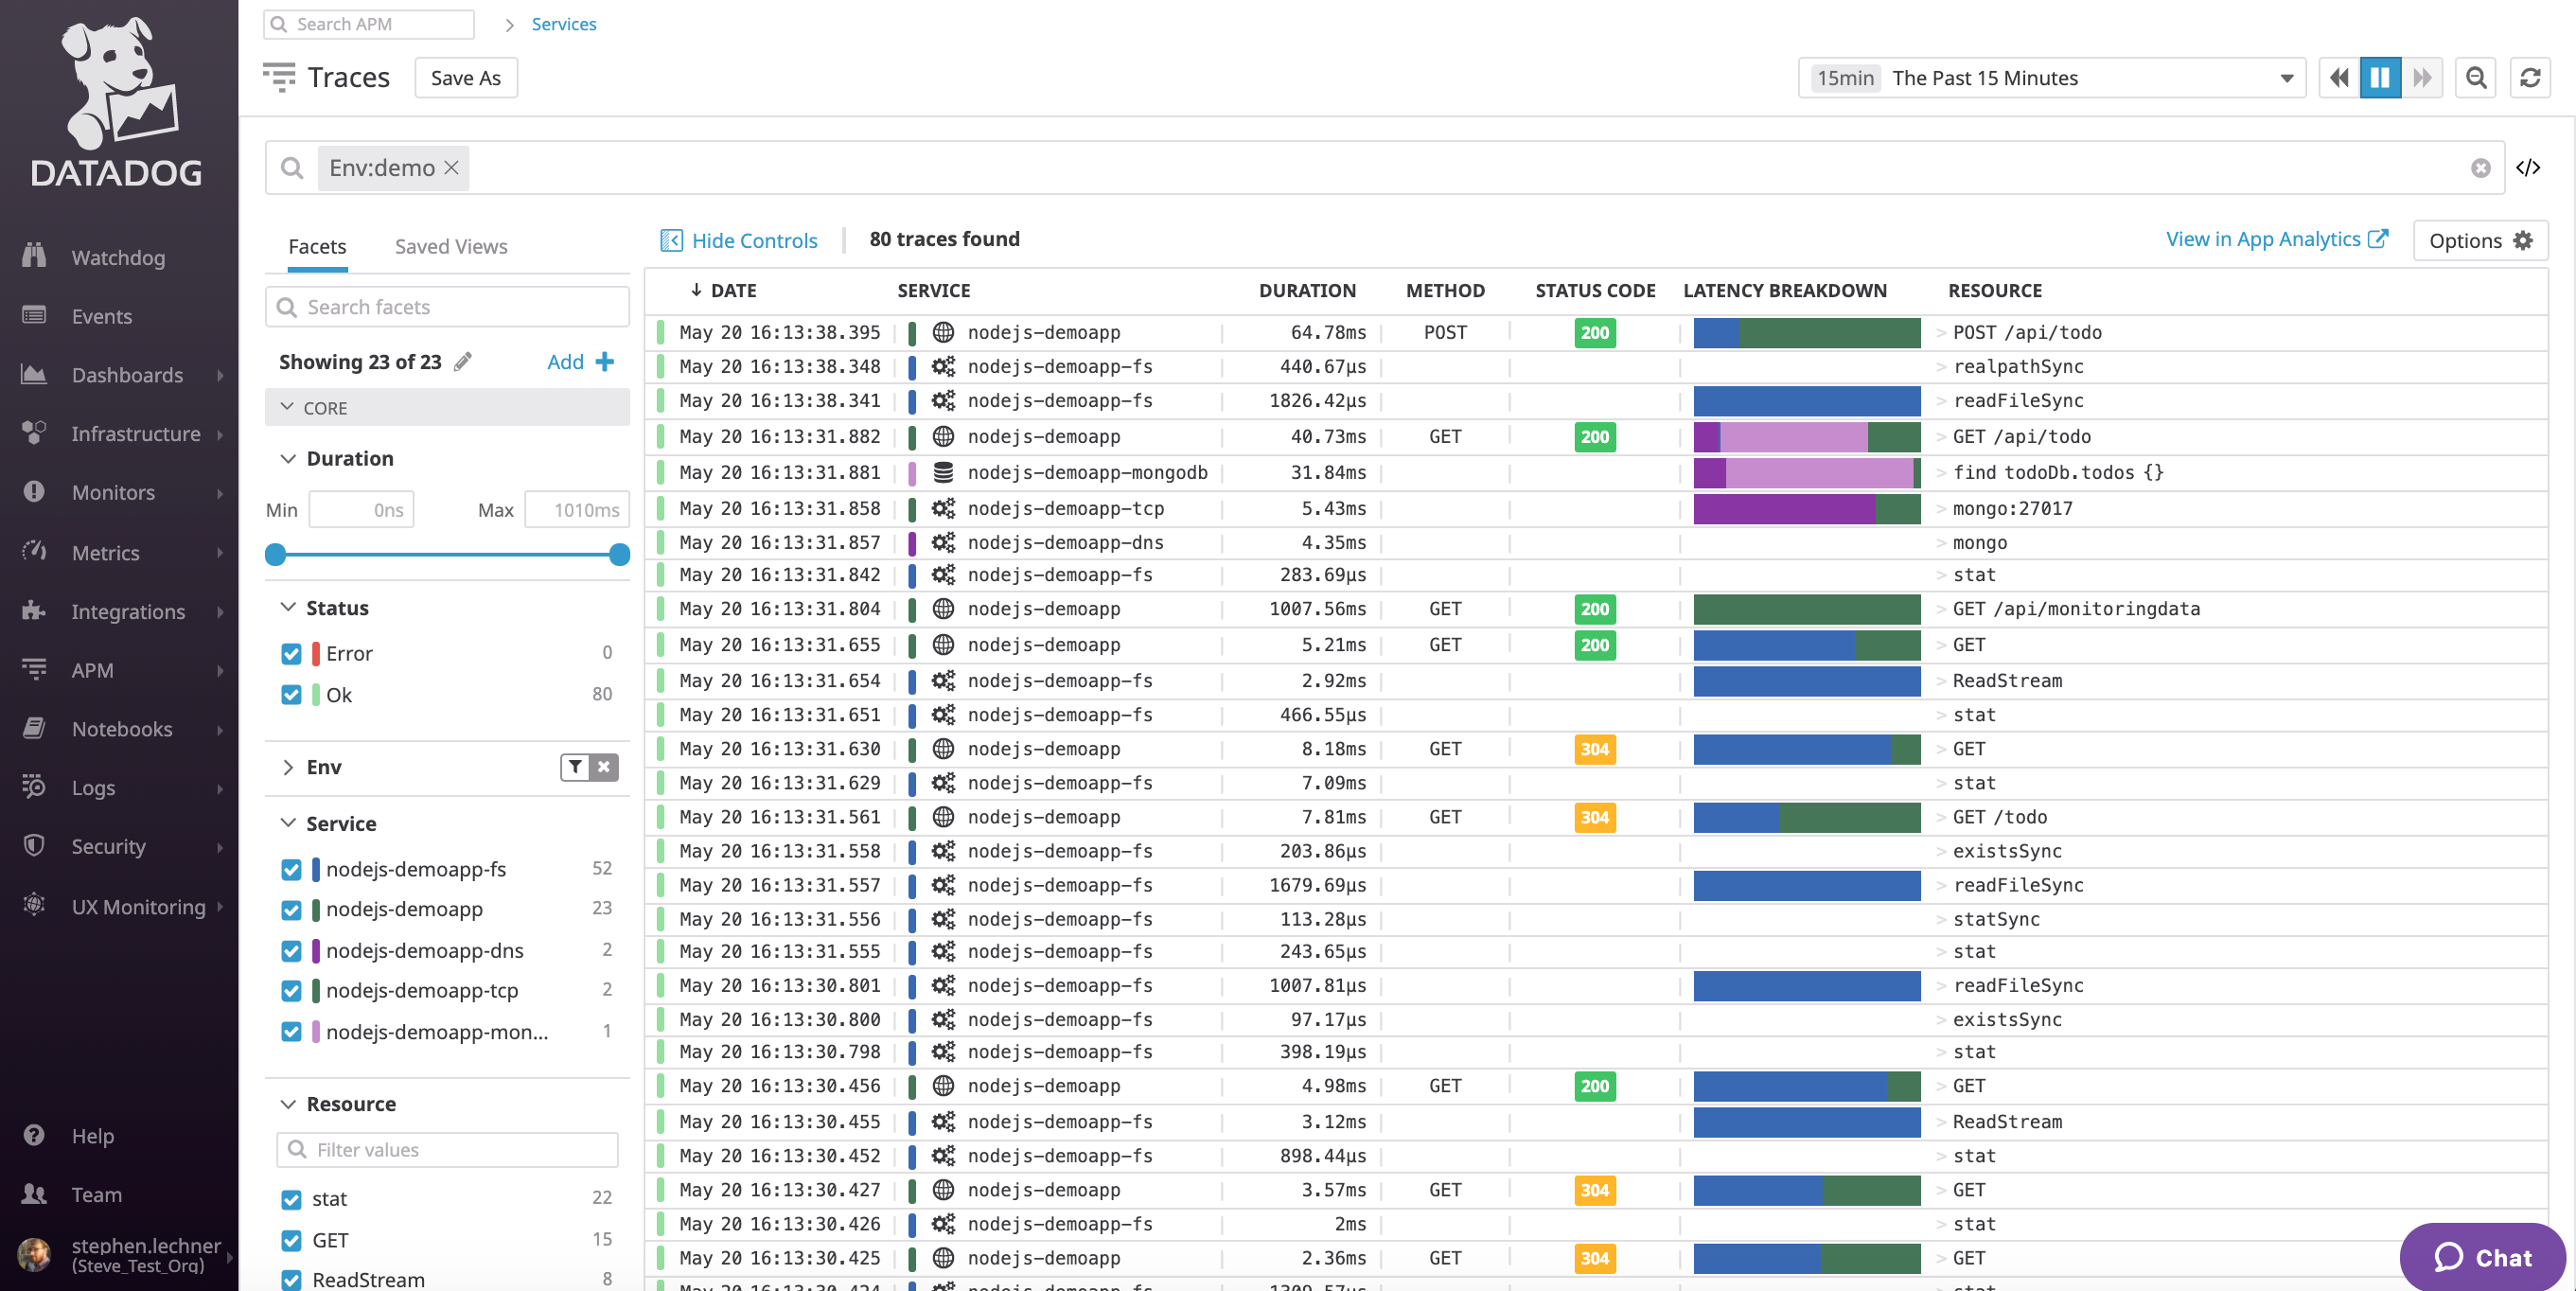 DATADOG
Watchdog
Events
Dashboards
Infrastructure
Monitors
Metrics
Integrations
APM
Notebooks
Logs
Security
UX Monitoring
Help
Team
stephen.lechner
(Steve_Test_Org)
Search APM
Services
Traces
Save As
15min The Past 15 Minutes
Env:demo
</>
Facets Saved Views
Search facets
Showing 23 of 23 Add
CORE
Duration
Min 0ns Max 1010ms
Status
Error 0
Ok 80
Env
Service
nodejs-demoapp-fs 52
nodejs-demoapp 23
nodejs-demoapp-dns 2
nodejs-demoapp-tcp 2
nodejs-demoapp-mon... 1
Resource
Filter values
stat 22
GET 15
ReadStream 8
Hide Controls 80 traces found View in App Analytics Options
DATE SERVICE DURATION METHOD STATUS CODE LATENCY BREAKDOWN RESOURCE
May 20 16:13:38.395 nodejs-demoapp 64.78ms POST 200 > POST /api/todo
May 20 16:13:38.348 nodejs-demoapp-fs 440.67µs > realpathSync
May 20 16:13:38.341 nodejs-demoapp-fs 1826.42µs > readFileSync
May 20 16:13:31.882 nodejs-demoapp 40.73ms GET 200 > GET /api/todo
May 20 16:13:31.881 nodejs-demoapp-mongodb 31.84ms > find todoDb.todos {}
May 20 16:13:31.858 nodejs-demoapp-tcp 5.43ms > mongo:27017
May 20 16:13:31.857 nodejs-demoapp-dns 4.35ms > mongo
May 20 16:13:31.842 nodejs-demoapp-fs 283.69µs > stat
May 20 16:13:31.804 nodejs-demoapp 1007.56ms GET 200 > GET /api/monitoringdata
May 20 16:13:31.655 nodejs-demoapp 5.21ms GET 200 > GET
May 20 16:13:31.654 nodejs-demoapp-fs 2.92ms > ReadStream
May 20 16:13:31.651 nodejs-demoapp-fs 466.55µs > stat
May 20 16:13:31.630 nodejs-demoapp 8.18ms GET 304 > GET
May 20 16:13:31.629 nodejs-demoapp-fs 7.09ms > stat
May 20 16:13:31.561 nodejs-demoapp 7.81ms GET 304 > GET /todo
May 20 16:13:31.558 nodejs-demoapp-fs 203.86µs > existsSync
May 20 16:13:31.557 nodejs-demoapp-fs 1679.69µs > readFileSync
May 20 16:13:31.556 nodejs-demoapp-fs 113.28µs > statSync
May 20 16:13:31.555 nodejs-demoapp-fs 243.65µs > stat
May 20 16:13:30.801 nodejs-demoapp-fs 1007.81µs > readFileSync
May 20 16:13:30.800 nodejs-demoapp-fs 97.17µs > existsSync
May 20 16:13:30.798 nodejs-demoapp-fs 398.19µs > stat
May 20 16:13:30.456 nodejs-demoapp 4.98ms GET 200 > GET
May 20 16:13:30.455 nodejs-demoapp-fs 3.12ms > ReadStream
May 20 16:13:30.452 nodejs-demoapp-fs 898.44µs > stat
May 20 16:13:30.427 nodejs-demoapp 3.57ms GET 304 > GET
May 20 16:13:30.426 nodejs-demoapp-fs 2ms > stat
May 20 16:13:30.425 nodejs-demoapp 2.36ms GET 304 > GET
Chat